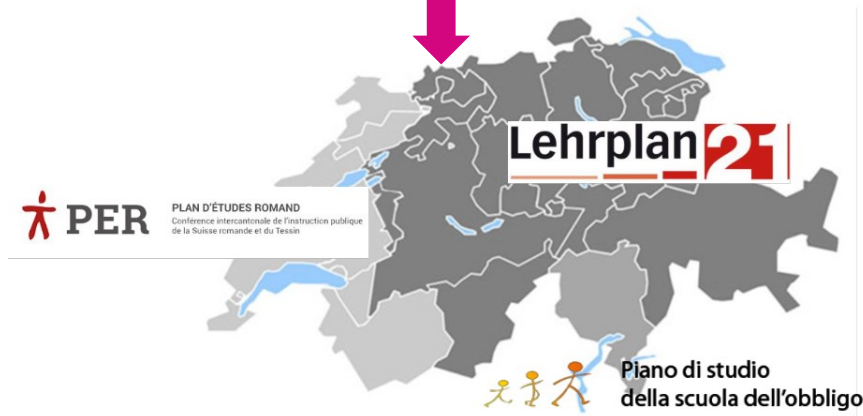 Lehrplan 21
PER
PLAN D'ÉTUDES ROMAND
Conférence intercantonale de l'instruction publique
de la Suisse romande et du Tessin
Piano di studio
della scuola dell'obbligo